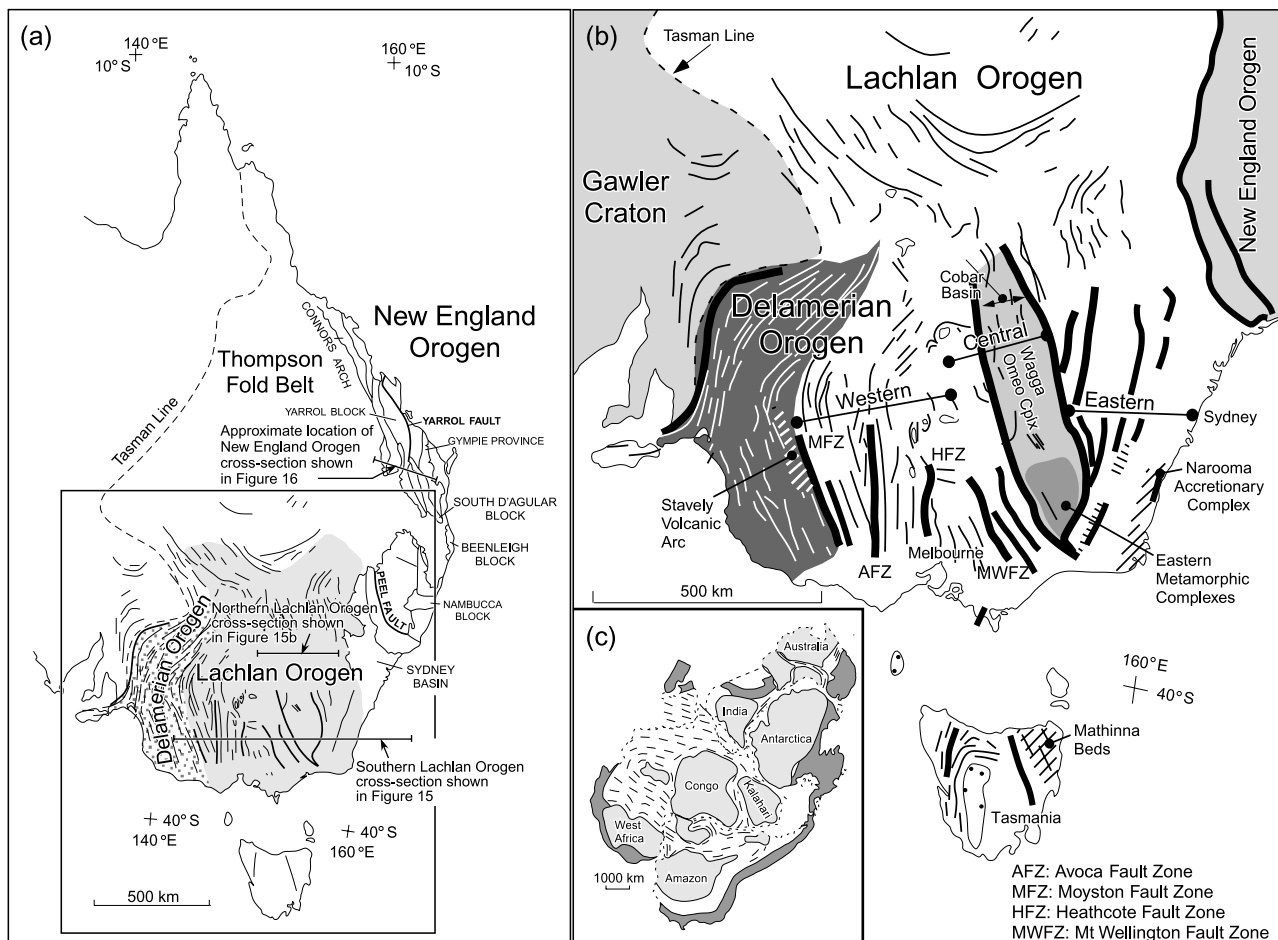 (a)
140°E
10°S
160°E
10°S
New England
Orogen
CONNORS ARCH
Thompson
Fold Belt
Tasman Line
YARROL BLOCK
YARROL FAULT
Approximate location of
New England Orogen
cross-section shown
in Figure 16
GYMPIE PROVINCE
SOUTH D'AGULAR
BLOCK
BEENLEIGH
BLOCK
PEEL FAULT
NAMBUCCA
BLOCK
Northern Lachlan Orogen
cross-section shown
in Figure 15b
Delamerian Orogen
Lachlan Orogen
SYDNEY
BASIN
Southern Lachlan Orogen
cross-section shown
in Figure 15
40°S
140°E
40°S
160°E
500 km
(b)
Tasman Line
Lachlan Orogen
New England Orogen
Gawler
Craton
Delamerian
Orogen
Cobar
Basin
Central
Wagga
Omeo Cplx
Western
Eastern
Sydney
MFZ
HFZ
Stavely
Volcanic
Arc
Narooma
Accretionary
Complex
AFZ
Melbourne
MWFZ
Eastern
Metamorphic
Complexes
500 km
160°E
40°S
Mathinna
Beds
Tasmania
(c)
Australia
India
Antarctica
Congo
Kalahari
West
Africa
Amazon
1000 km
AFZ: Avoca Fault Zone
MFZ: Moyston Fault Zone
HFZ: Heathcote Fault Zone
MWFZ: Mt Wellington Fault Zone